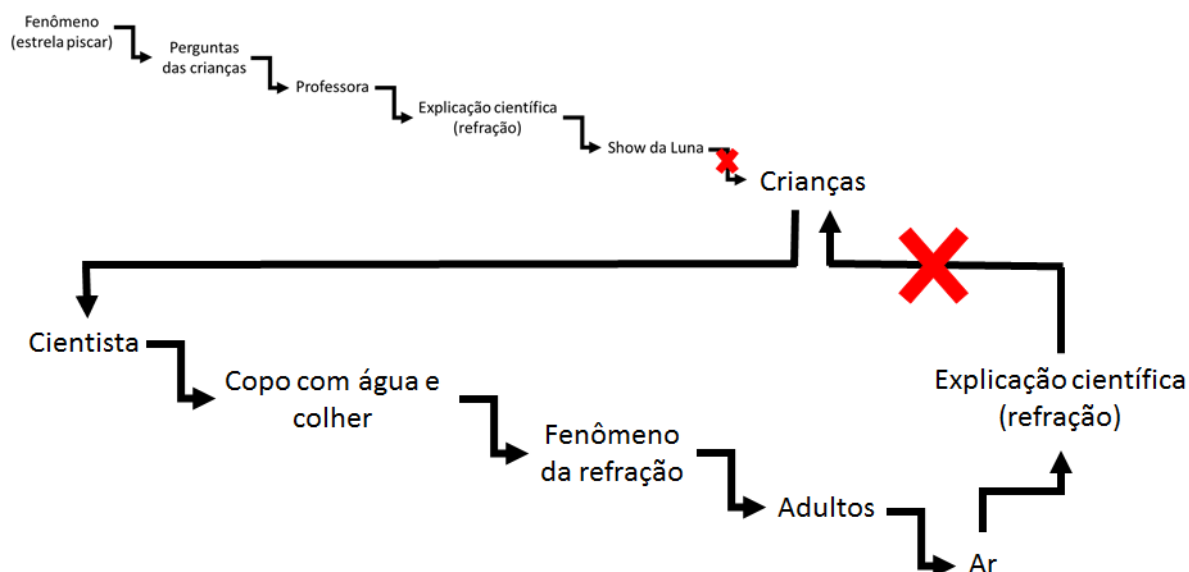 Fenômeno
(estrela piscar)
Perguntas
das crianças
Professora
Explicação científica
(refração)
Show da Luna
Crianças
Cientista
Copo com água e
colher
Fenômeno
da refração
Adultos
Ar
Explicação científica
(refração)